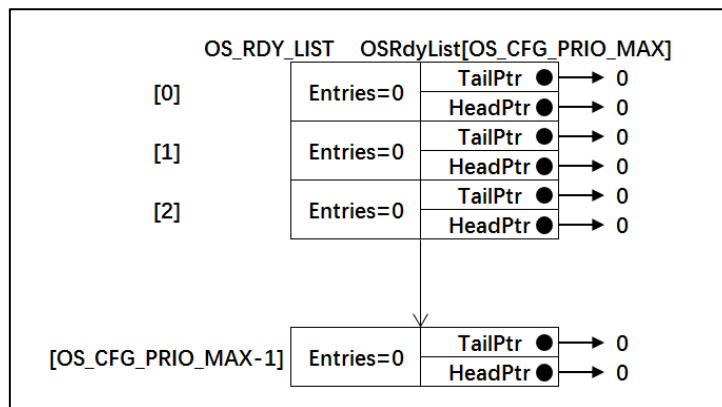 OS_RDY_LIST OSRdyList[OS_CFG_PRIO_MAX]
[0] Entries=0 TailPtr 0
HeadPtr 0
[1] Entries=0 TailPtr 0
HeadPtr 0
[2] Entries=0 TailPtr 0
HeadPtr 0
[OS_CFG_PRIO_MAX-1] Entries=0 TailPtr 0
HeadPtr 0